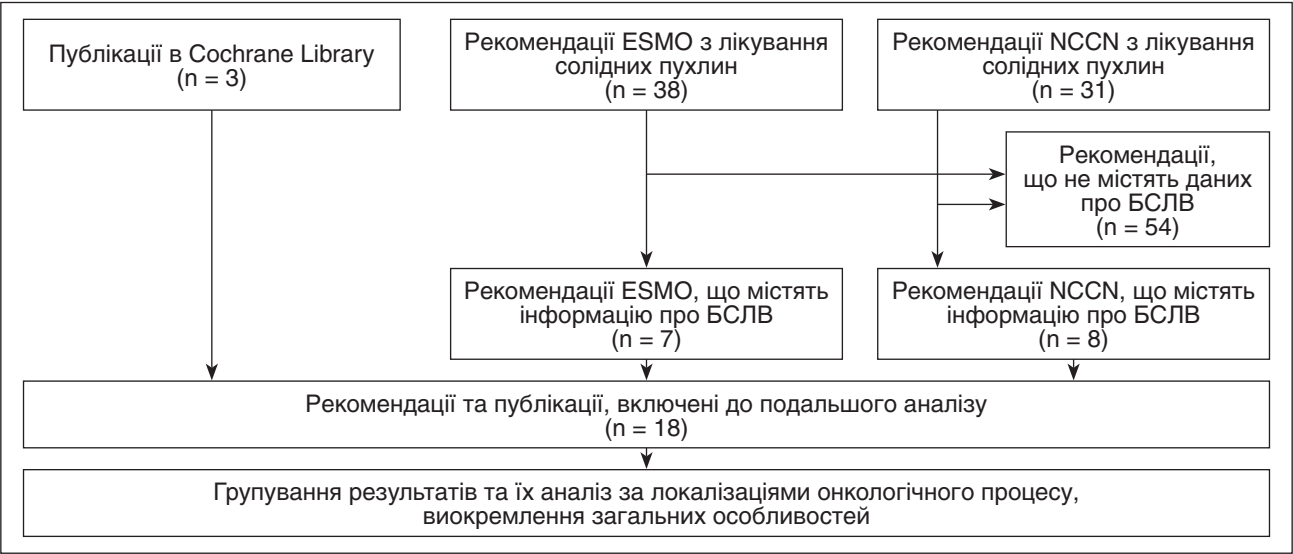 Публікації в Cochrane Library
(n = 3)
Рекомендації ESMO з лікування
солідних пухлин
(n = 38)
Рекомендації NCCN з лікування
солідних пухлин
(n = 31)
Рекомендації,
що не містять даних
про БСЛВ
(n = 54)
Рекомендації ESMO, що містять
інформацію про БСЛВ
(n = 7)
Рекомендації NCCN, що містять
інформацію про БСЛВ
(n = 8)
Рекомендації та публікації, включені до подальшого аналізу
(n = 18)
Групування результатів та їх аналіз за локалізаціями онкологічного процесу,
виокремлення загальних особливостей